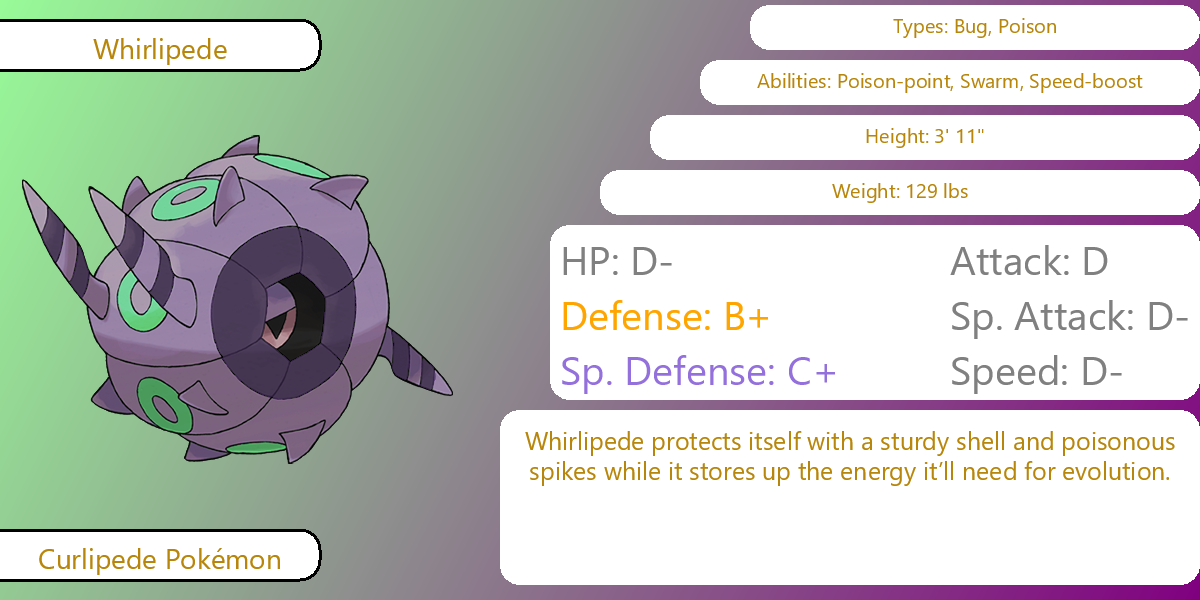 Whirlipede
Types: Bug, Poison
Abilities: Poison-point, Swarm, Speed-boost
Height: 3' 11"
Weight: 129 lbs
HP: D-
Attack: D
Defense: B+
Sp. Attack: D-
Sp. Defense: C+
Speed: D-
Whirlipede protects itself with a sturdy shell and poisonous
spikes while it stores up the energy it’ll need for evolution.
Curlipede Pokémon